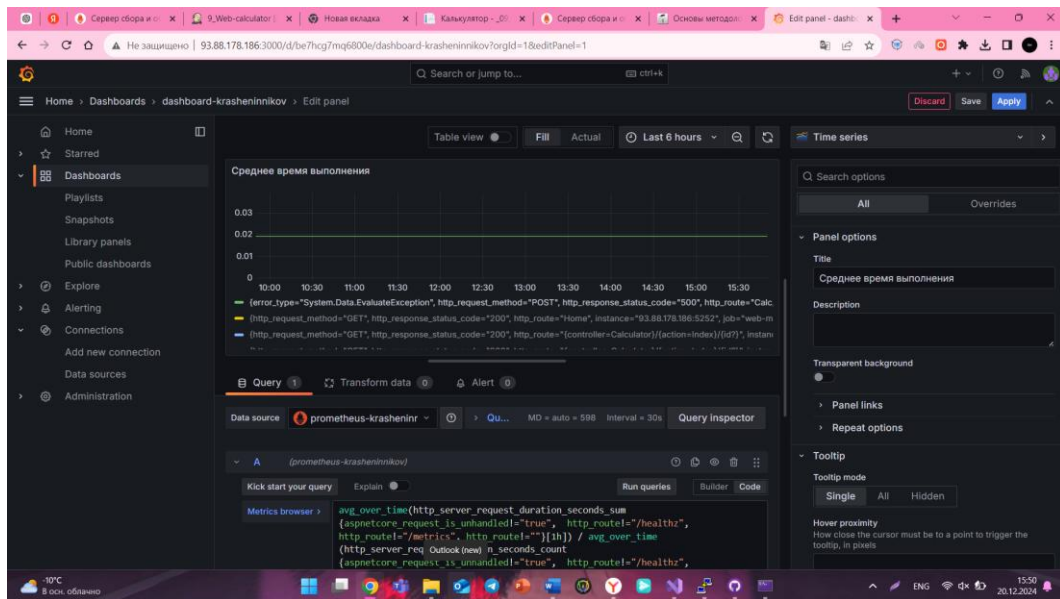 Сервер сбора и о
9_Web-calculator
Новая вкладка
Калькулятор - _09
Сервер сбора и о
Основы методол
Edit panel - dashb
Не защищено 93.88.178.186:3000/d/be7hcg7mq6800e/dashboard-krasheninnikov?orgId=1&editPanel=1
Search or jump to...
ctrl+k
Home > Dashboards > dashboard-krasheninnikov > Edit panel
Discard Save Apply
Home
Starred
Dashboards
Playlists
Snapshots
Library panels
Public dashboards
Explore
Alerting
Connections
Add new connection
Data sources
Administration
Table view Fill Actual Last 6 hours
Среднее время выполнения
0.03
0.02
0.01
0
10:00 10:30 11:00 11:30 12:00 12:30 13:00 13:30 14:00 14:30 15:00 15:30
{error_type="System.Data.EvaluateException", http_request_method="POST", http_response_status_code="500", http_route="Calc
{http_request_method="GET", http_response_status_code="200", http_route="Home", instance="93.88.178.186:5252", job="web-m
{http_request_method="GET", http_response_status_code="200", http_route="{controller=Calculator}/{action=Index}/{id?}", instan
Query 1 Transform data 0 Alert 0
Data source prometheus-krasheninr > Qu... MD = auto = 598 Interval = 30s Query inspector
A (prometheus-krasheninnikov)
Kick start your query Explain Run queries Builder Code
Metrics browser >
avg_over_time(http_server_request_duration_seconds_sum
{aspnetcore_request_is_unhandled!="true", http_route!="/healthz",
http_route!="/metrics", http_route!=""}[1h]) / avg_over_time
(http_server_req
Outlook (new)
n_seconds_count
{aspnetcore_request_is_unhandled!="true", http_route!="/healthz",
Time series
Search options
All Overrides
Panel options
Title
Среднее время выполнения
Description
Transparent background
Panel links
Repeat options
Tooltip
Tooltip mode
Single All Hidden
Hover proximity
How close the cursor must be to a point to trigger the
tooltip, in pixels
-10°C
В осн. облачно
ENG
15:50
20.12.2024